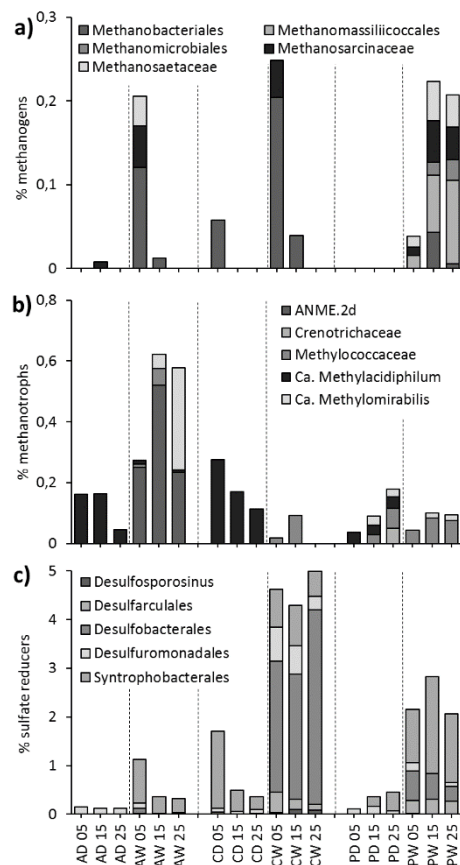 a)
Methanobacteriales
Methanomassiliicoccales
Methanomicrobiales
Methanosarcinaceae
Methanosaetaceae
0,3
0,2
0,1
0
% methanogens
b)
ANME.2d
Crenotrichaceae
Methylococcaceae
Ca. Methylacidiphilum
Ca. Methylomirabilis
0,8
0,6
0,4
0,2
0
% methanotrophs
c)
Desulfosporosinus
Desulfarculales
Desulfobacterales
Desulfuromonadales
Syntrophobacterales
5
4
3
2
1
0
% sulfate reducers
AD 05
AD 15
AD 25
AW 05
AW 15
AW 25
CD 05
CD 15
CD 25
CW 05
CW 15
CW 25
PD 05
PD 15
PD 25
PW 05
PW 15
PW 25